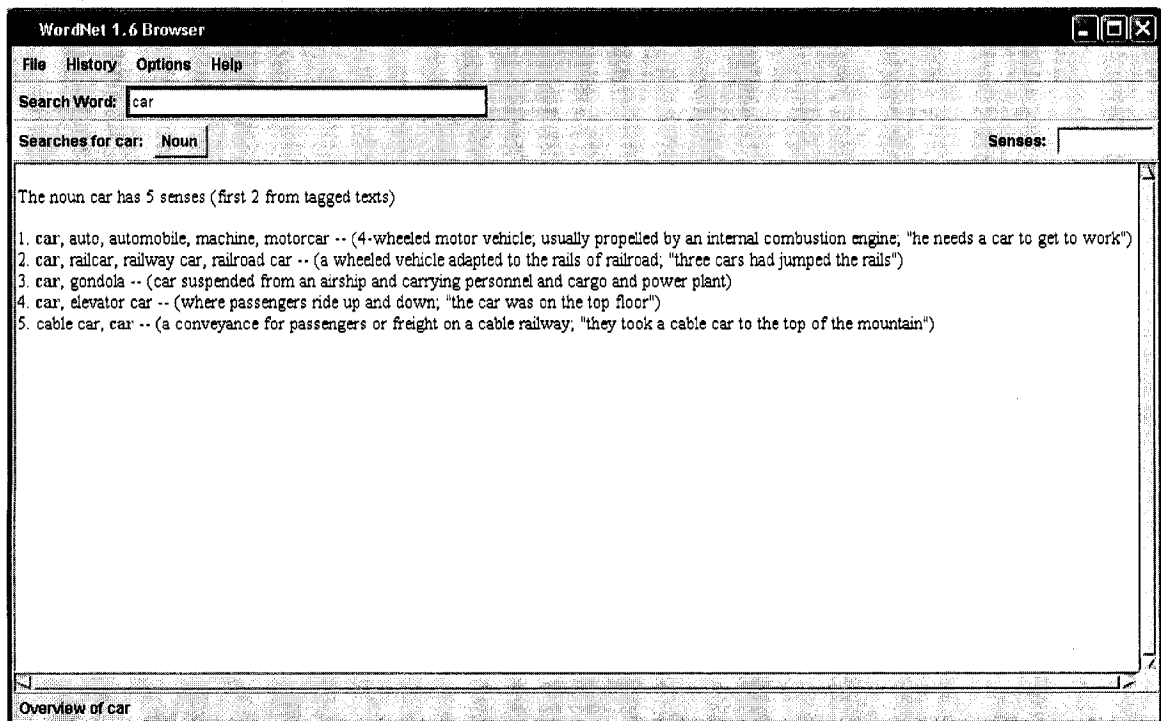 WordNet 1.6 Browser
File History Options Help
Search Word: car
Searches for car: Noun Senses:
The noun car has 5 senses (first 2 from tagged texts)
1. car, auto, automobile, machine, motorcar -- (4-wheeled motor vehicle; usually propelled by an internal combustion engine; "he needs a car to get to work")
2. car, railcar, railway car, railroad car -- (a wheeled vehicle adapted to the rails of railroad; "three cars had jumped the rails")
3. car, gondola -- (car suspended from an airship and carrying personnel and cargo and power plant)
4. car, elevator car -- (where passengers ride up and down; "the car was on the top floor")
5. cable car, car -- (a conveyance for passengers or freight on a cable railway; "they took a cable car to the top of the mountain")
Overview of car